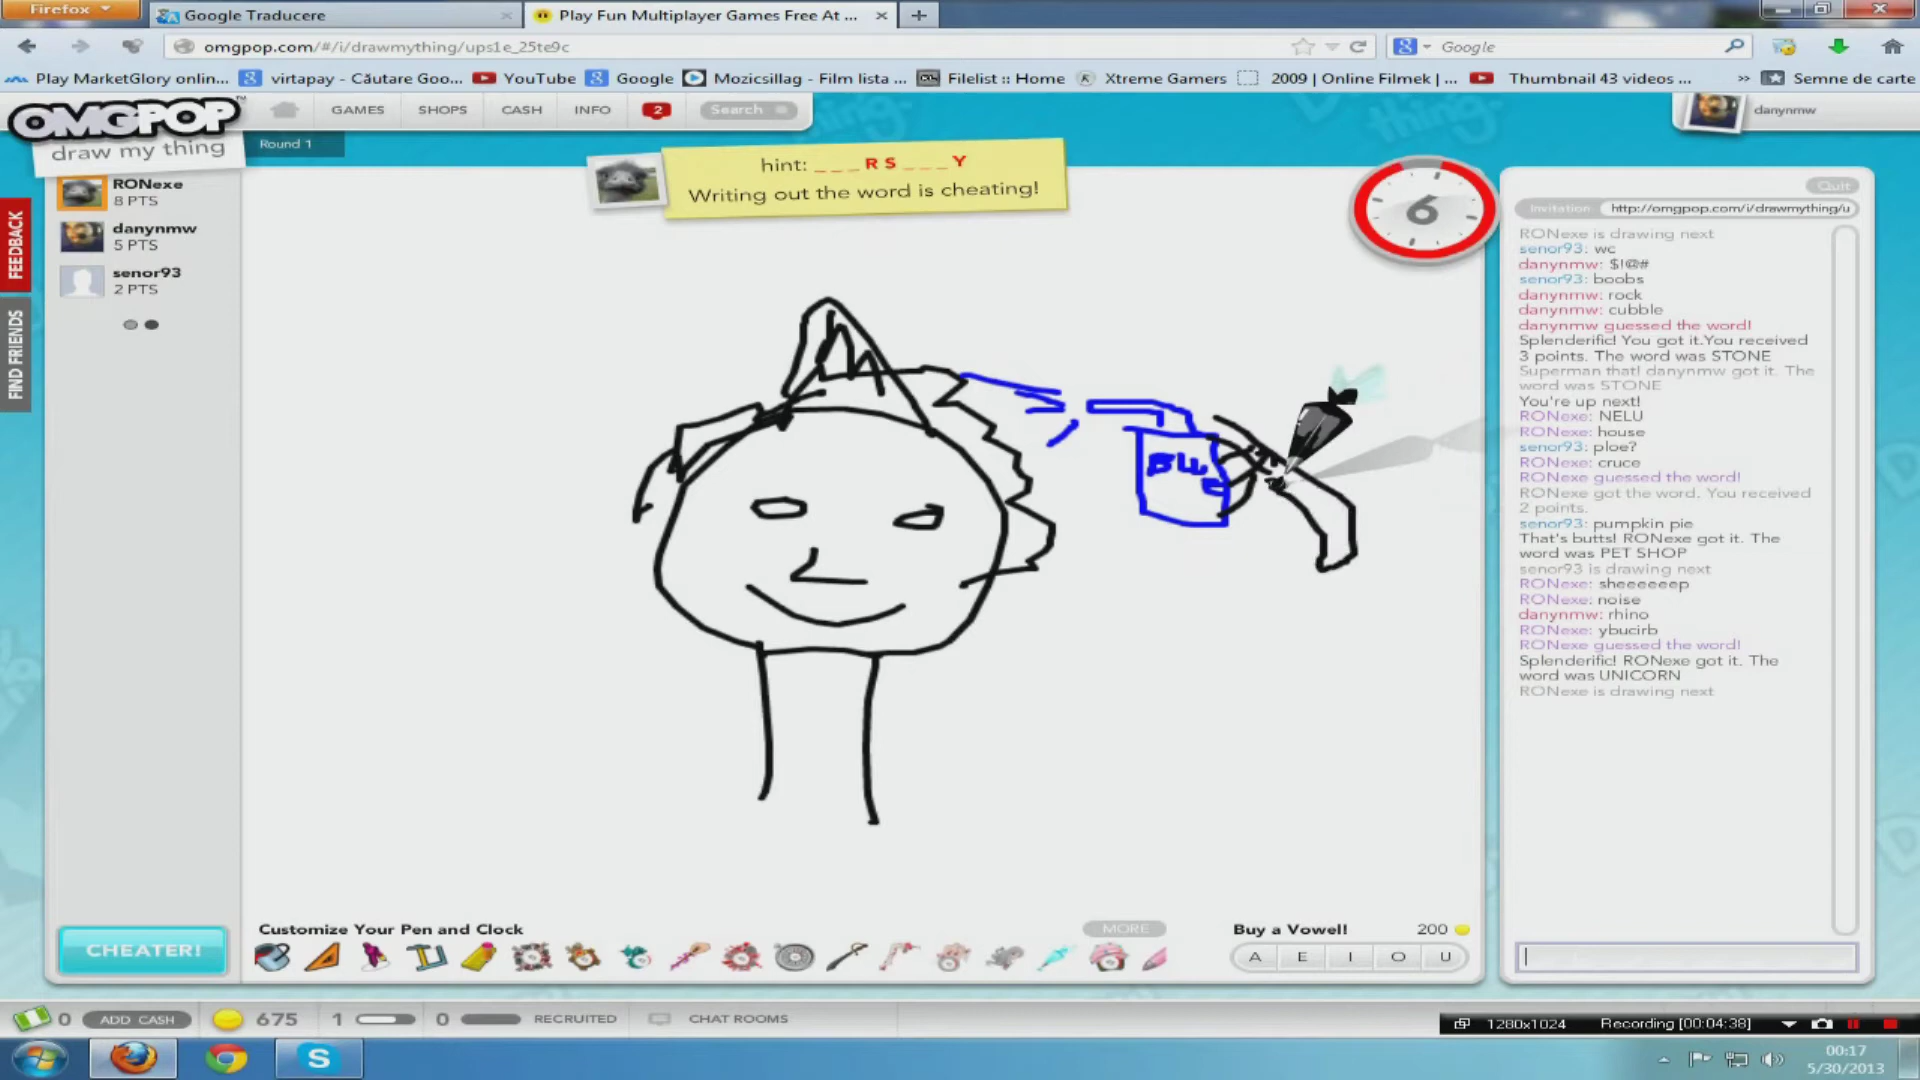 Firefox
Google Traducere
Play Fun Multiplayer Games Free At ...
omgpop.com/#/i/drawmything/ups1e_25te9c
Google
Play MarketGlory onlin...
virtapay - Căutare Goo...
YouTube
Google
Mozicsillag - Film lista ...
Filelist :: Home
Xtreme Gamers
2009 | Online Filmek | ...
Thumbnail 43 videos ...
»
Semne de carte
OMGPOP
GAMES
SHOPS
CASH
INFO
2
Search
danynmw
draw my thing
Round 1
hint: _ _ _ R S _ _ _ Y
Writing out the word is cheating!
6
RONexe
8 PTS
danynmw
5 PTS
senor93
2 PTS
FEEDBACK
FIND FRIENDS
Quit
Invitation
http://omgpop.com/i/drawmything/u
RONexe is drawing next
senor93: wc
danynmw: $!@#
senor93: boobs
danynmw: rock
danynmw: cubble
danynmw guessed the word!
Splenderific! You got it.You received
3 points. The word was STONE
Superman that! danynmw got it. The
word was STONE
You're up next!
RONexe: NELU
RONexe: house
senor93: ploe?
RONexe: cruce
RONexe guessed the word!
RONexe got the word. You received
2 points.
senor93: pumpkin pie
That's butts! RONexe got it. The
word was PET SHOP
senor93 is drawing next
RONexe: sheeeeeep
RONexe: noise
danynmw: rhino
RONexe: ybucirb
RONexe guessed the word!
Splenderific! RONexe got it. The
word was UNICORN
RONexe is drawing next
CHEATER!
Customize Your Pen and Clock
MORE
Buy a Vowel!
200
A E I O U
0
ADD CASH
675
1
0
RECRUITED
CHAT ROOMS
1280x1024
Recording [00:04:38]
00:17
5/30/2013